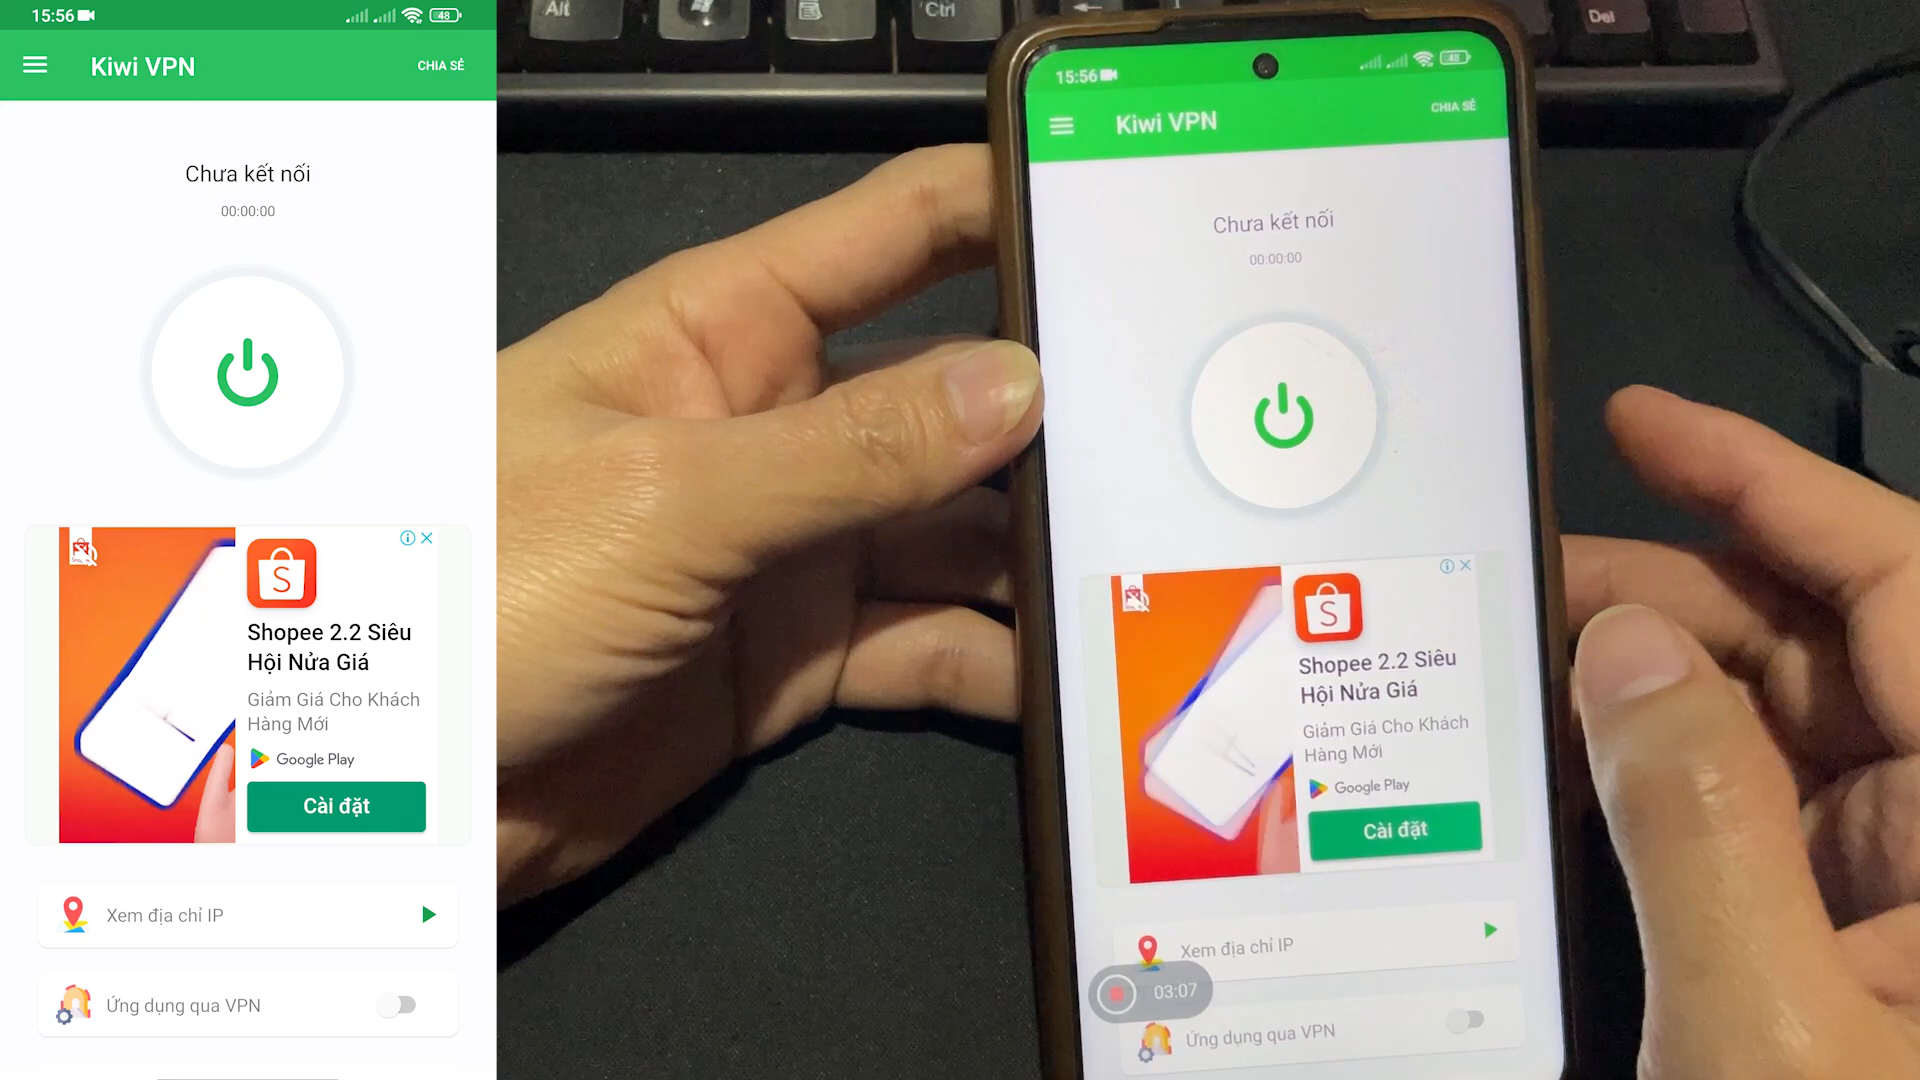 15:56
48
Kiwi VPN
CHIA SẺ
Chưa kết nối
00:00:00
S
Shopee 2.2 Siêu
Hội Nửa Giá
Giảm Giá Cho Khách
Hàng Mới
Google Play
Cài đặt
Xem địa chỉ IP
Ứng dụng qua VPN
Alt
Ctrl
Del
15:56
48
Kiwi VPN
CHIA SẺ
Chưa kết nối
00:00:00
S
Shopee 2.2 Siêu
Hội Nửa Giá
Giảm Giá Cho Khách
Hàng Mới
Google Play
Cài đặt
Xem địa chỉ IP
03:07
Ứng dụng qua VPN